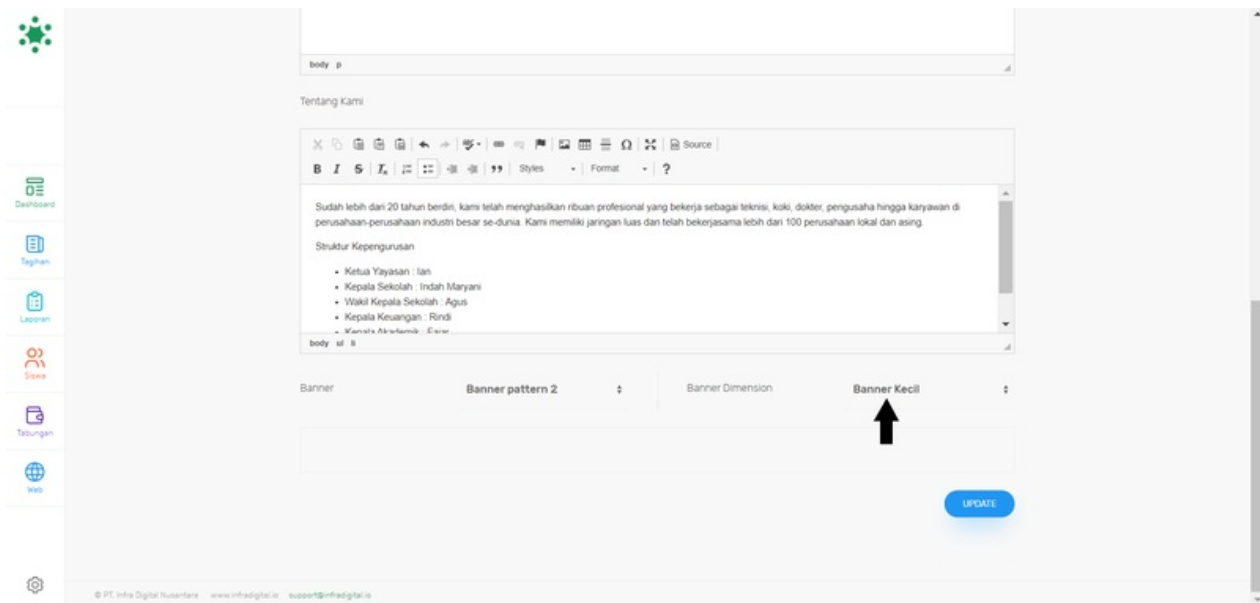 body p
Tentang Kami
Source
B I S Ix Styles Format ?
Sudah lebih dari 20 tahun berdiri, kami telah menghasilkan ribuan profesional yang bekerja sebagai teknisi, koki, dokter, pengusaha hingga karyawan di
perusahaan-perusahaan industri besar se-dunia. Kami memiliki jaringan luas dan telah bekerjasama lebih dari 100 perusahaan lokal dan asing.
Struktur Kepengurusan
• Ketua Yayasan : Ian
• Kepala Sekolah : Indah Maryani
• Wakil Kepala Sekolah : Agus
• Kepala Keuangan : Rindi
• Kepala Akademik : Fajar
body ul li
Banner Banner pattern 2 Banner Dimension Banner Kecil
UPDATE
Dashboard
Tagihan
Laporan
Siswa
Tabungan
Web
© PT. Infra Digital Nusantara www.infradigital.io support@infradigital.io